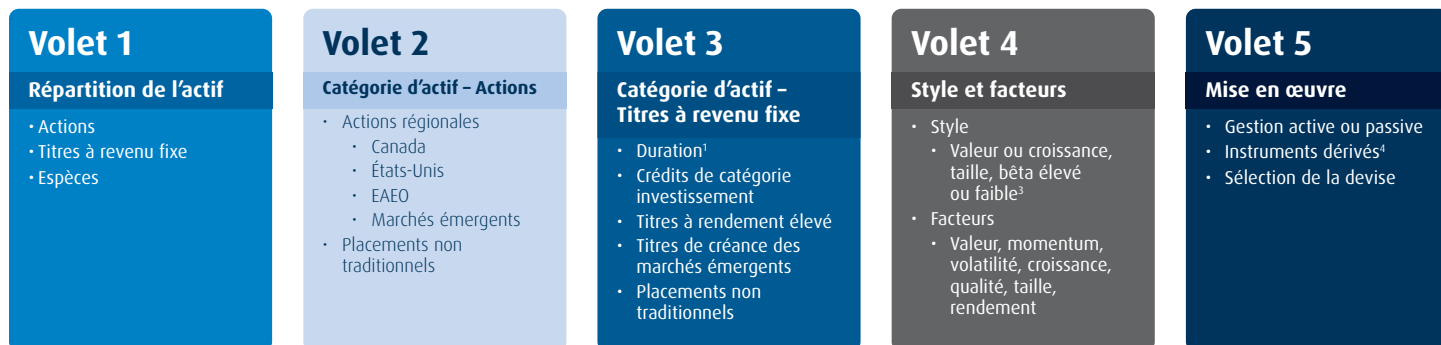 Volet 1
Répartition de l'actif
• Actions
• Titres à revenu fixe
• Espèces
Volet 2
Catégorie d'actif – Actions
• Actions régionales
• Canada
• États-Unis
• EAEO
• Marchés émergents
• Placements non
traditionnels
Volet 3
Catégorie d'actif –
Titres à revenu fixe
• Duration¹
• Crédits de catégorie
investissement
• Titres à rendement élevé
• Titres de créance des
marchés émergents
• Placements non
traditionnels
Volet 4
Style et facteurs
• Style
• Valeur ou croissance,
taille, bêta élevé
ou faible³
• Facteurs
• Valeur, momentum,
volatilité, croissance,
qualité, taille,
rendement
Volet 5
Mise en œuvre
• Gestion active ou passive
• Instruments dérivés⁴
• Sélection de la devise